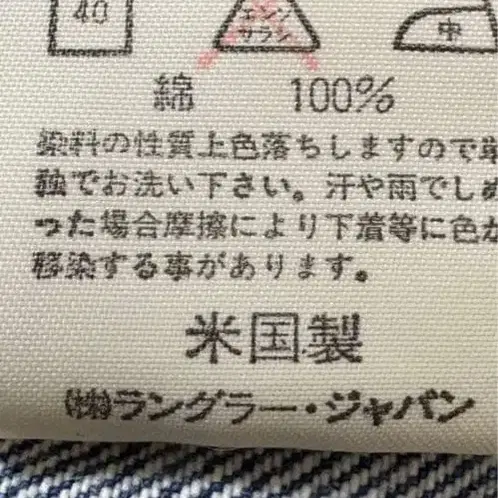 40 エンソ サラシ 中
綿 100%
染料の性質上色落ちしますので単
独でお洗い下さい。汗や雨でしめ
った場合摩擦により下着等に色が
移染する事があります。
米国製
(株)ラングラー・ジャパン